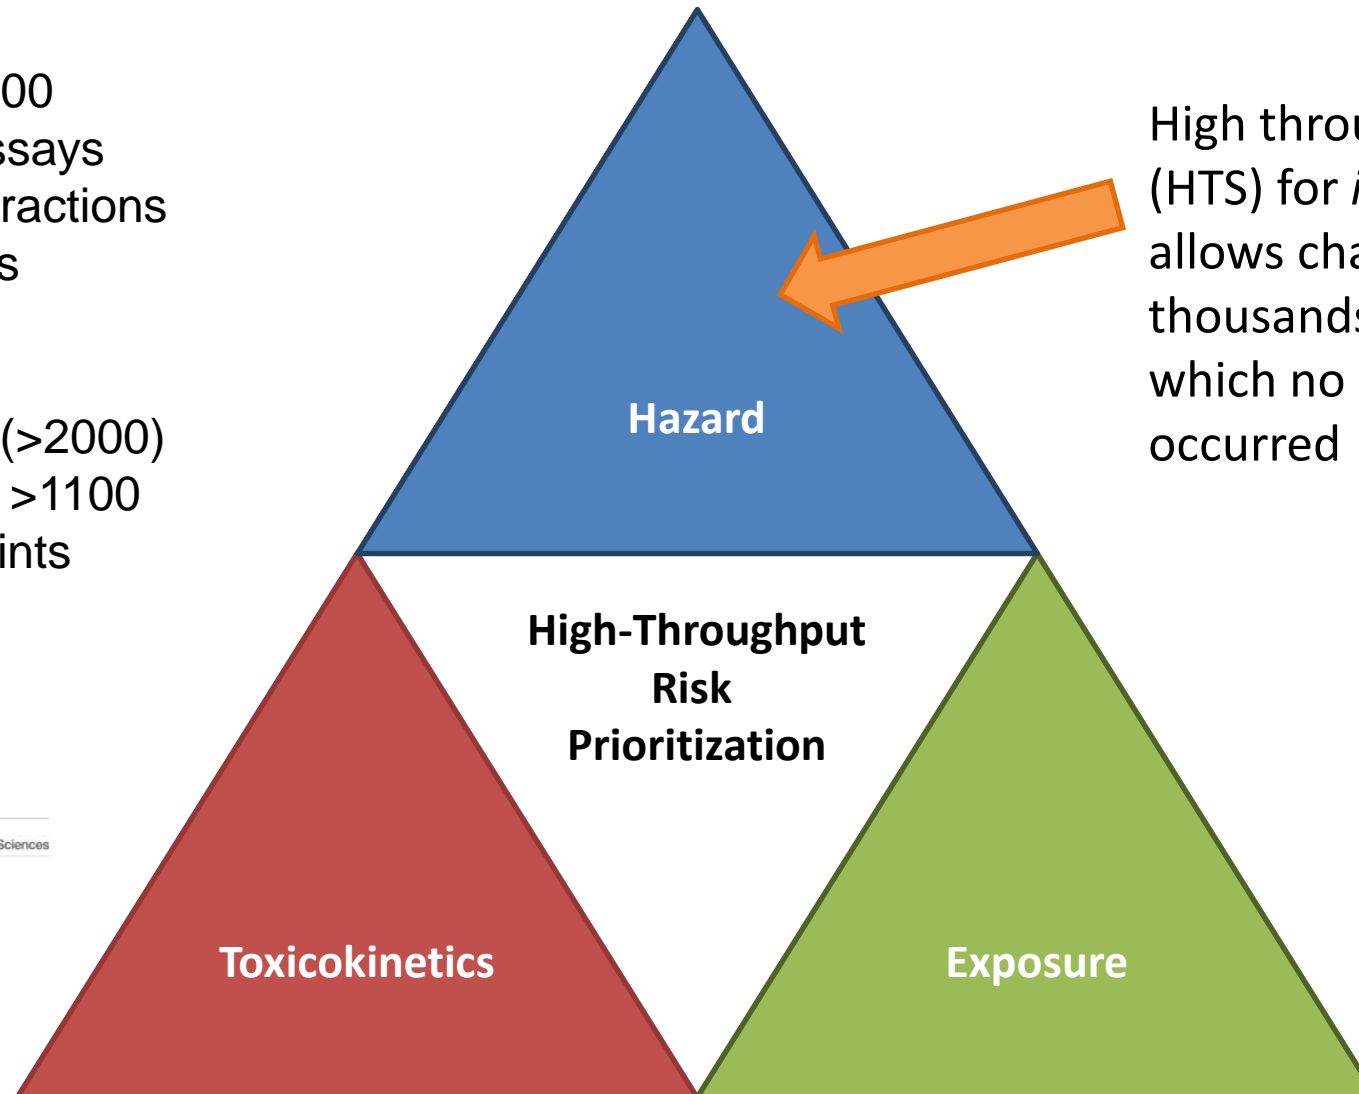 00
ssays
ractions
s
(>2000)
>1100
ints
Sciences
High throu
(HTS) for i
allows cha
thousands
which no
occurred
Hazard
High-Throughput
Risk
Prioritization
Toxicokinetics
Exposure